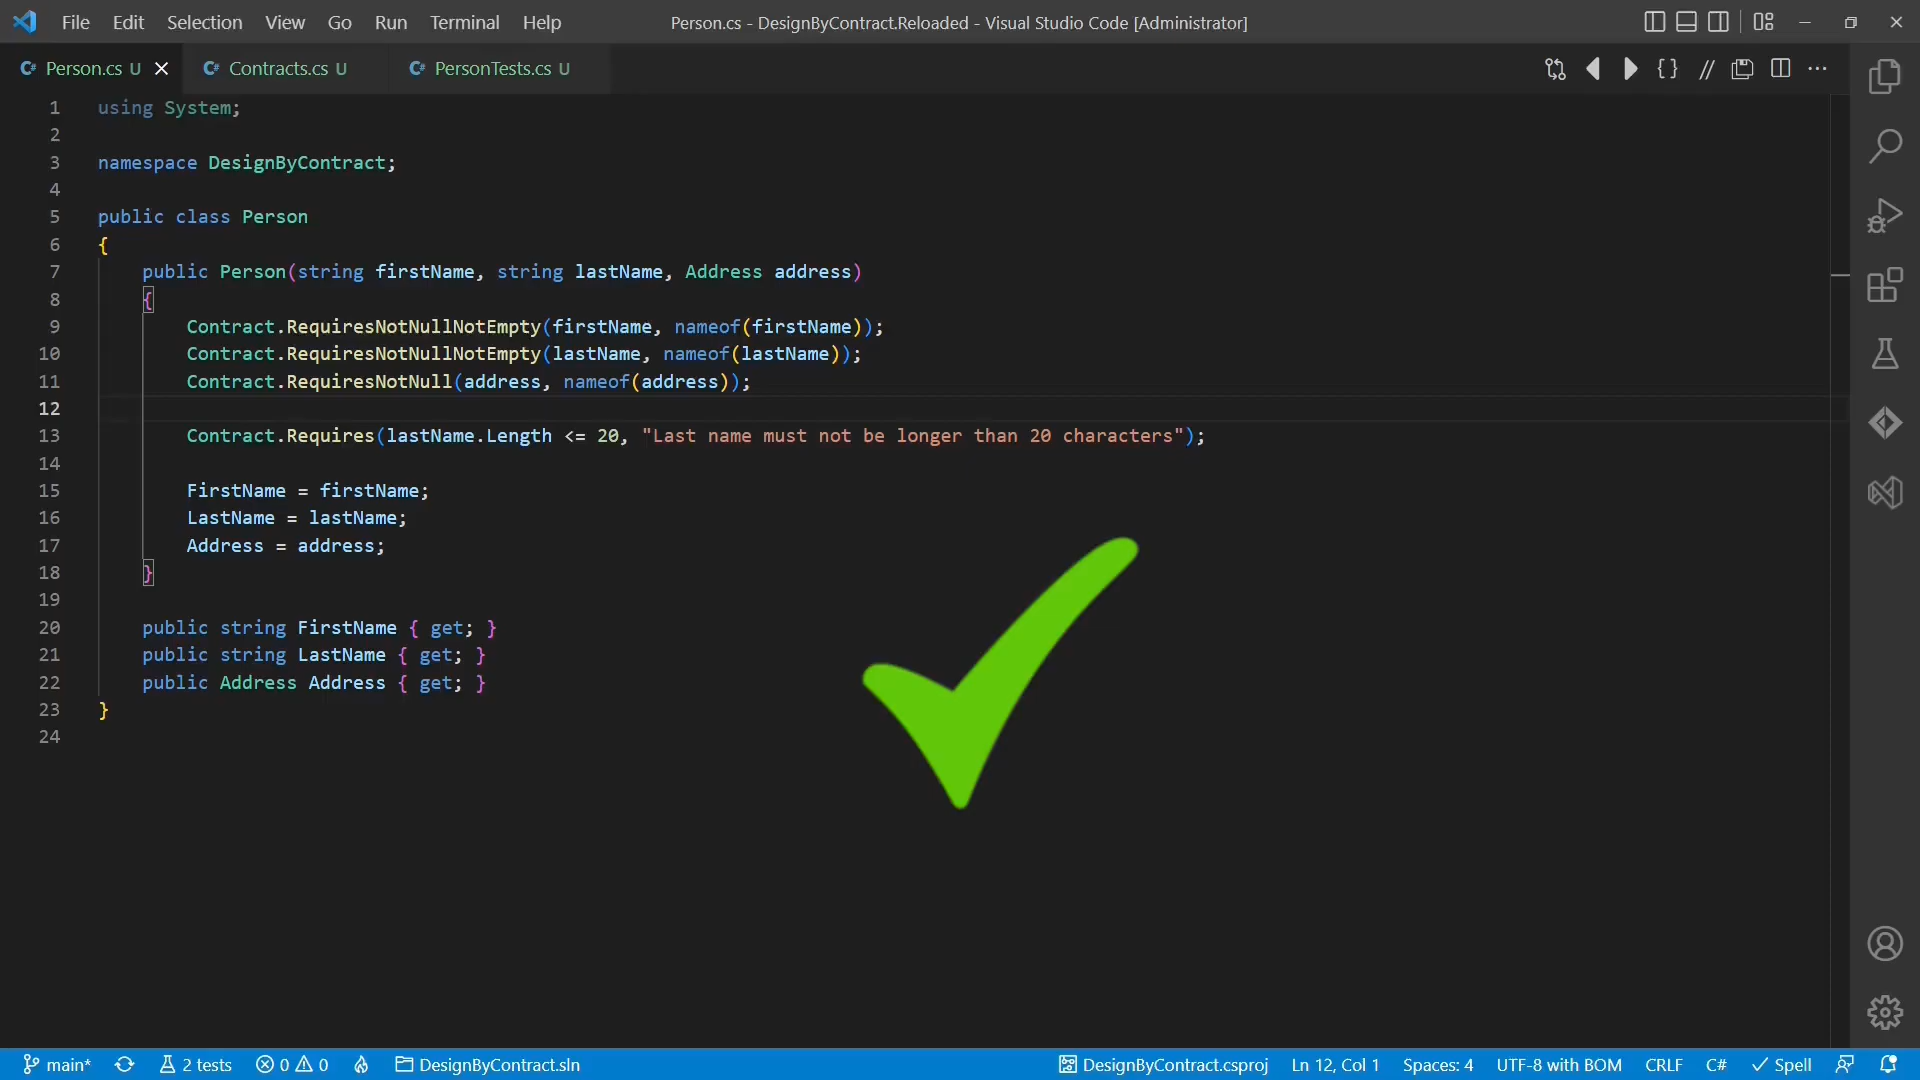 File Edit Selection View Go Run Terminal Help
Person.cs - DesignByContract.Reloaded - Visual Studio Code [Administrator]
C# Person.cs U
C# Contracts.cs U
C# PersonTests.cs U
1 using System;
2
3 namespace DesignByContract;
4
5 public class Person
6 {
7 public Person(string firstName, string lastName, Address address)
8 {
9 Contract.RequiresNotNullNotEmpty(firstName, nameof(firstName));
10 Contract.RequiresNotNullNotEmpty(lastName, nameof(lastName));
11 Contract.RequiresNotNull(address, nameof(address));
12
13 Contract.Requires(lastName.Length <= 20, "Last name must not be longer than 20 characters");
14
15 FirstName = firstName;
16 LastName = lastName;
17 Address = address;
18 }
19
20 public string FirstName { get; }
21 public string LastName { get; }
22 public Address Address { get; }
23 }
24
main* 2 tests 0 0 DesignByContract.sln DesignByContract.csproj Ln 12, Col 1 Spaces: 4 UTF-8 with BOM CRLF C# Spell